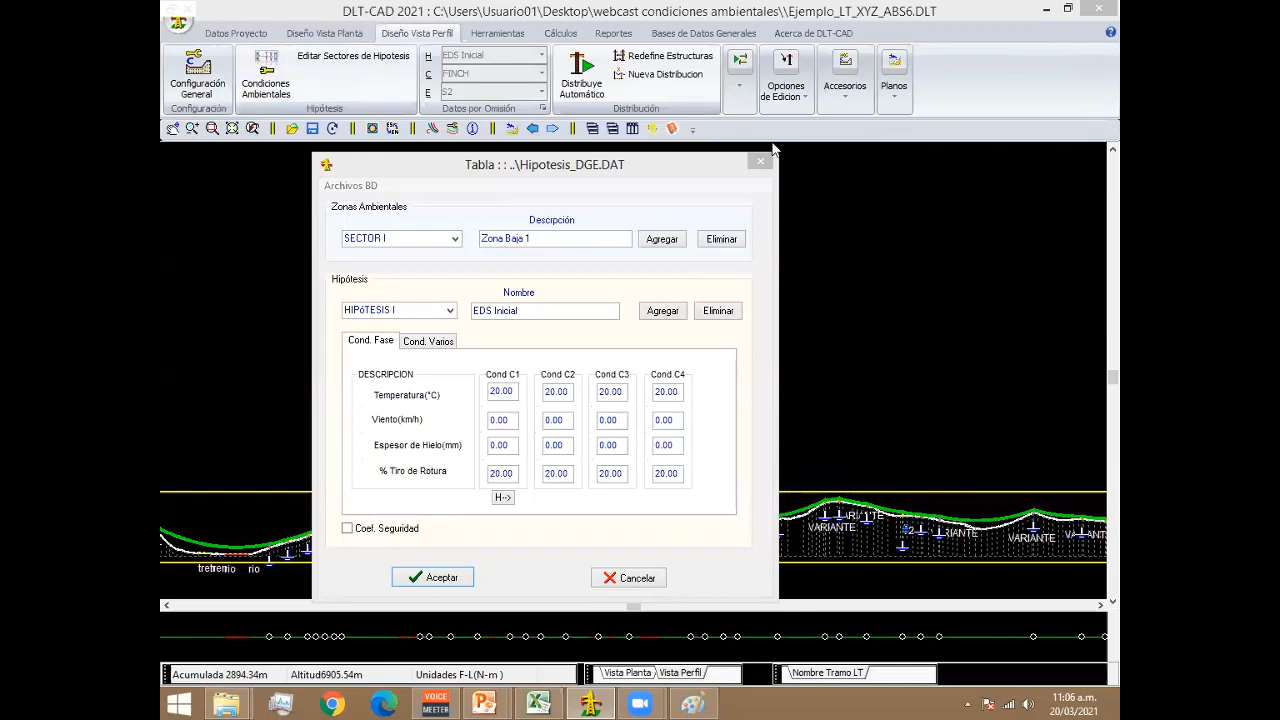 DLT-CAD 2021 : C:\Users\Usuario01\Desktop\webcast condiciones ambientales\\Ejemplo_LT_XYZ_ABS6.DLT
Datos Proyecto Diseño Vista Planta Diseño Vista Perfil Herramientas Cálculos Reportes Bases de Datos Generales Acerca de DLT-CAD
H EDS Inicial
Editar Sectores de Hipotesis
Redefine Estructuras
C FINCH
Nueva Distribucion
Configuración General
Condiciones Ambientales
E S2
Distribuye Automático
Opciones de Edicion
Accesorios
Planos
Configuración Hipótesis Datos por Omisión Distribución
Tabla : : ..\Hipotesis_DGE.DAT
Archivos BD
Zonas Ambientales
Descripción
SECTOR I Zona Baja 1 Agregar Eliminar
Hipótesis
Nombre
HIPóTESIS I EDS Inicial Agregar Eliminar
Cond. Fase Cond. Varios
DESCRIPCION Cond C1 Cond C2 Cond C3 Cond C4
Temperatura(°C) 20.00 20.00 20.00 20.00
Viento(km/h) 0.00 0.00 0.00 0.00
Espesor de Hielo(mm) 0.00 0.00 0.00 0.00
% Tiro de Rotura 20.00 20.00 20.00 20.00
H-->
Coef. Seguridad
Aceptar Cancelar
VARIANTE VARIANTE
rio rio
Acumulada 2894.34m Altitud6905.54m Unidades F-L(N-m ) Vista Planta Vista Perfil Nombre Tramo LT
VOICE MEETER
11:06 a.m.
20/03/2021